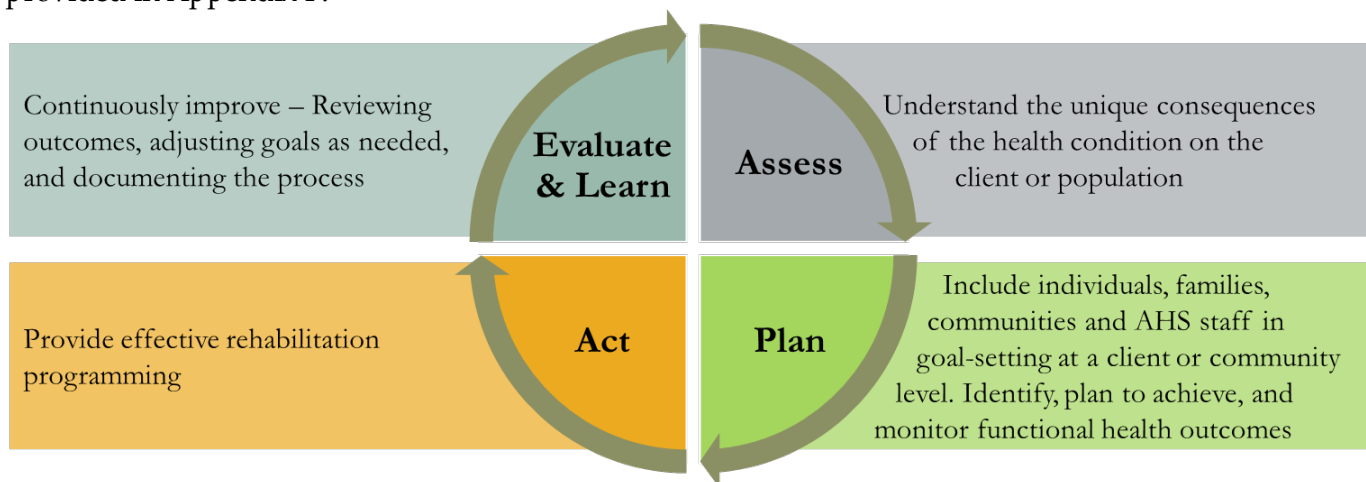 provided in Appendix
Continuously improve – Reviewing
outcomes, adjusting goals as needed,
and documenting the process
Evaluate
& Learn
Assess
Understand the unique consequences
of the health condition on the
client or population
Provide effective rehabilitation
programming
Act
Plan
Include individuals, families,
communities and AHS staff in
goal-setting at a client or community
level. Identify, plan to achieve, and
monitor functional health outcomes